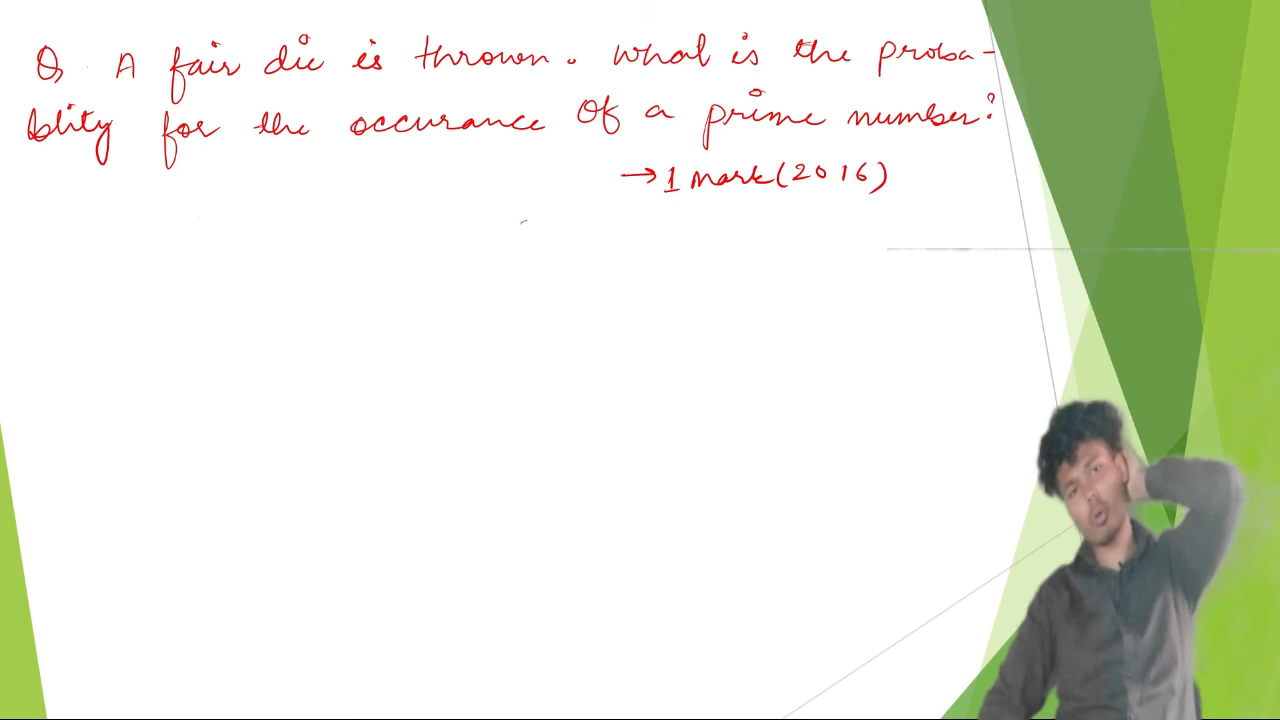 Q. A fair die is thrown. What is the proba-
blity for the occurance of a prime number?
→ 1 mark (2016)